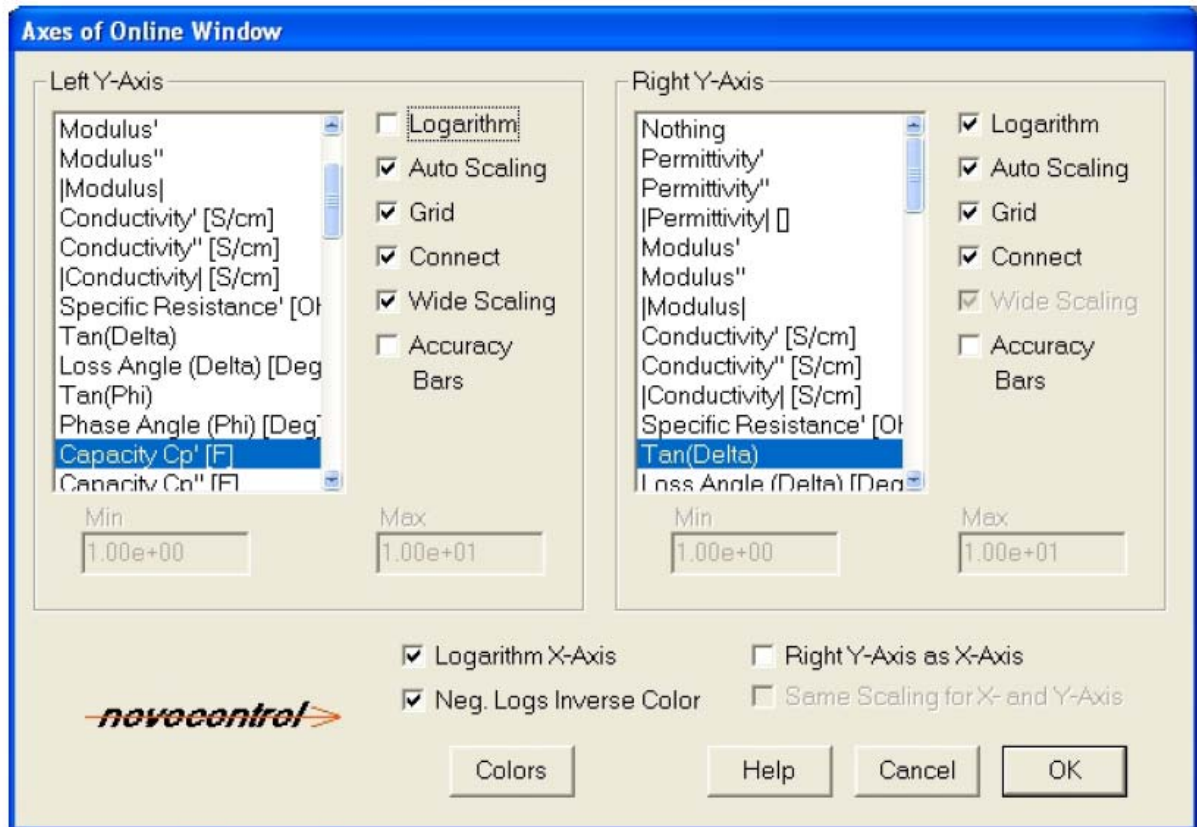 Axes of Online Window
Left Y-Axis
Modulus'
Modulus"
|Modulus|
Conductivity' [S/cm]
Conductivity" [S/cm]
|Conductivity| [S/cm]
Specific Resistance' [Oh
Tan(Delta)
Loss Angle (Delta) [Deg
Tan(Phi)
Phase Angle (Phi) [Deg]
Capacity Cp' [F]
Capacity Cp" [F]
Logarithm
Auto Scaling
Grid
Connect
Wide Scaling
Accuracy
Bars
Min
Max
1.00e+00
1.00e+01
Right Y-Axis
Nothing
Permittivity'
Permittivity"
|Permittivity| []
Modulus'
Modulus"
|Modulus|
Conductivity' [S/cm]
Conductivity" [S/cm]
|Conductivity| [S/cm]
Specific Resistance' [Oh
Tan(Delta)
Loss Angle (Delta) [Deg
Logarithm
Auto Scaling
Grid
Connect
Wide Scaling
Accuracy
Bars
Min
Max
1.00e+00
1.00e+01
Logarithm X-Axis
Right Y-Axis as X-Axis
Neg. Logs Inverse Color
Same Scaling for X- and Y-Axis
novocontrol
Colors
Help
Cancel
OK